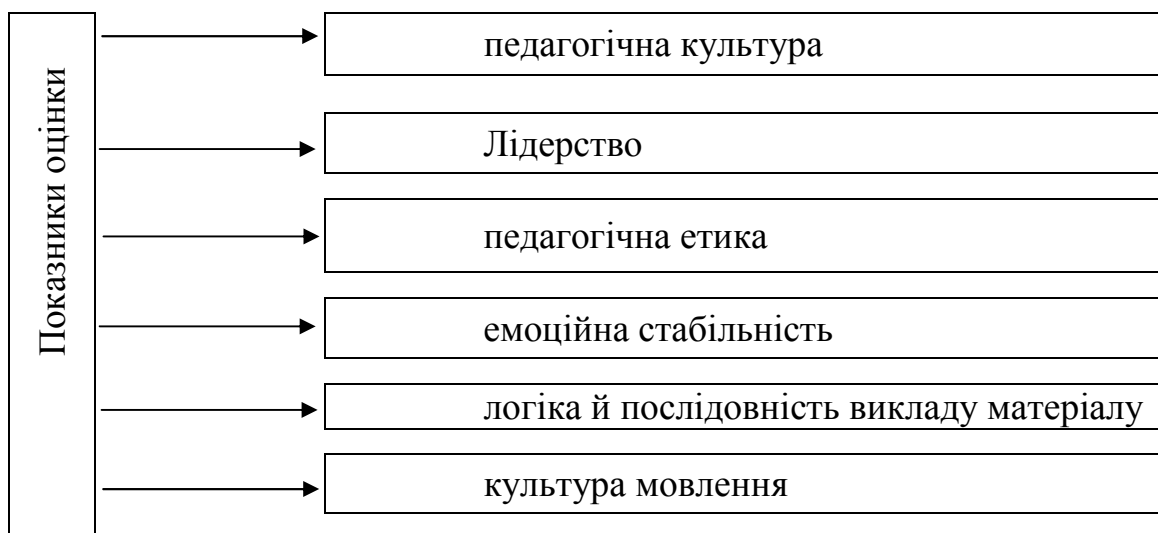 Показники оцінки
педагогічна культура
Лідерство
педагогічна етика
емоційна стабільність
логіка й послідовність викладу матеріалу
культура мовлення